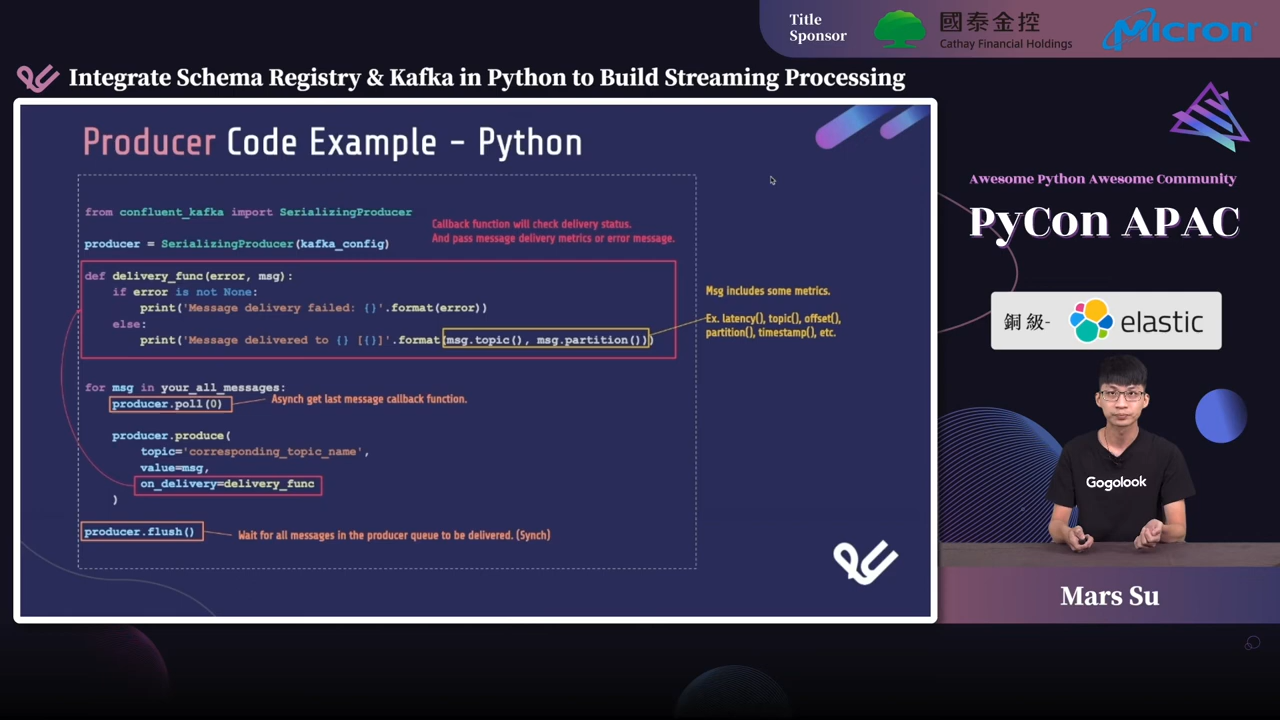 Title
Sponsor
國泰金控
Cathay Financial Holdings
Micron
Integrate Schema Registry & Kafka in Python to Build Streaming Processing
Producer Code Example - Python
from confluent_kafka import SerializingProducer
Callback function will check delivery status.
And pass message delivery metrics or error message.
producer = SerializingProducer(kafka_config)
def delivery_func(error, msg):
if error is not None:
print('Message delivery failed: {}'.format(error))
else:
print('Message delivered to {} [{}]'.format(msg.topic(), msg.partition()))
Msg includes some metrics.
Ex. latency(), topic(), offset(),
partition(), timestamp(), etc.
for msg in your_all_messages:
producer.poll(0)
Asynch get last message callback function.
producer.produce(
topic='corresponding_topic_name',
value=msg,
on_delivery=delivery_func
)
producer.flush()
Wait for all messages in the producer queue to be delivered. (Synch)
Awesome Python Awesome Community
PyCon APAC
銅級- elastic
Gogolook
Mars Su